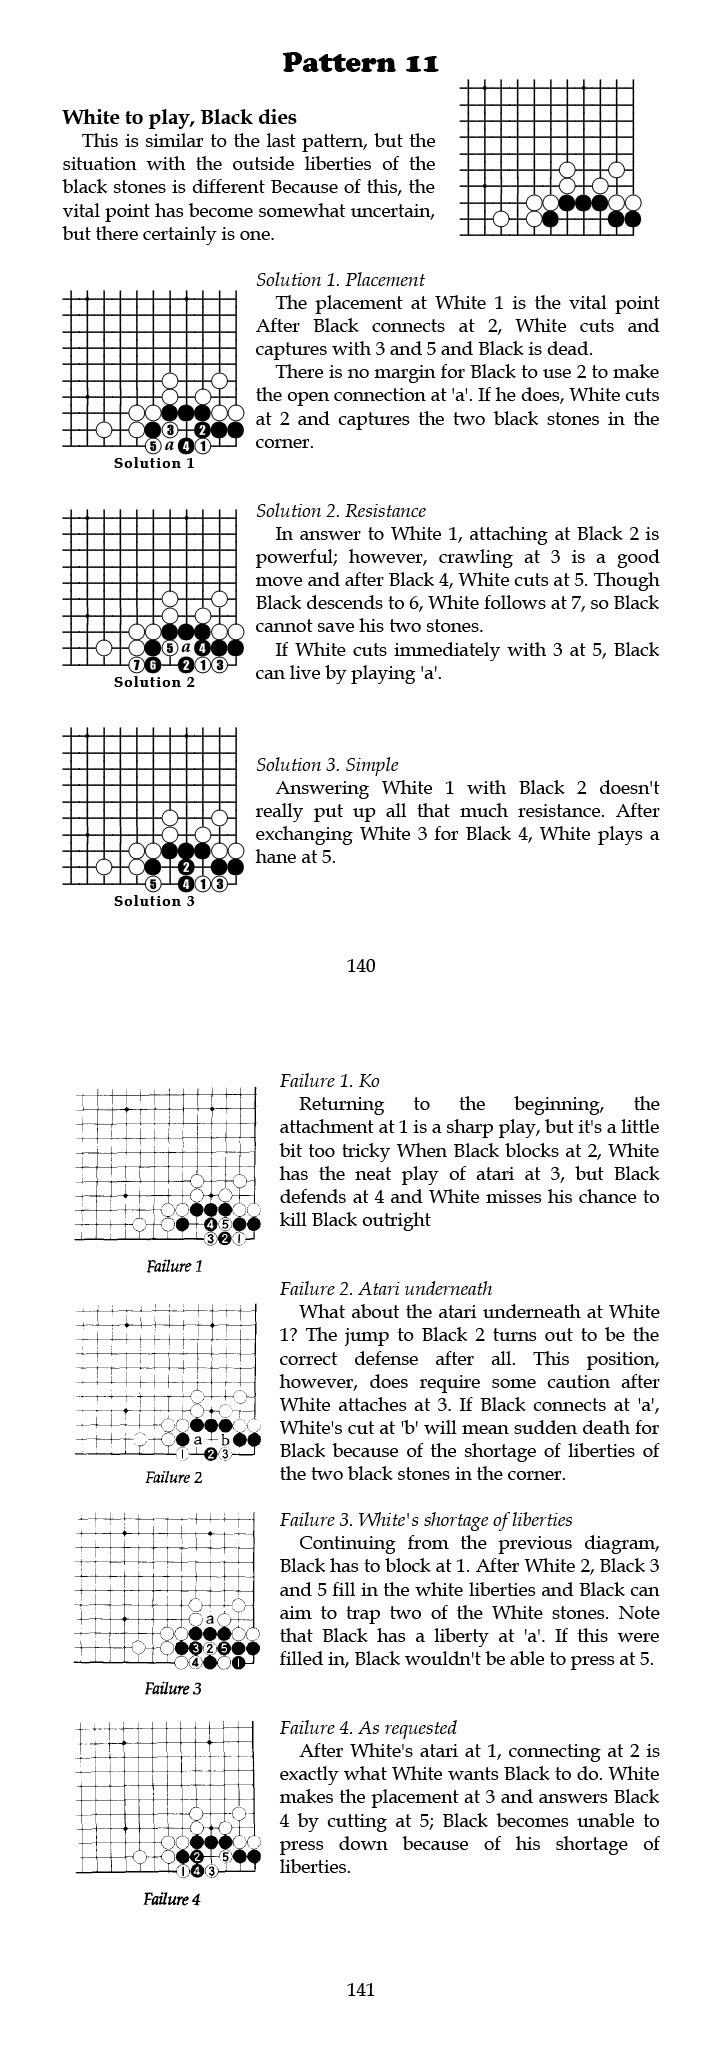 Pattern 11
White to play, Black dies
This is similar to the last pattern, but the
situation with the outside liberties of the
black stones is different Because of this, the
vital point has become somewhat uncertain,
but there certainly is one.
Solution 1. Placement
The placement at White 1 is the vital point
After Black connects at 2, White cuts and
captures with 3 and 5 and Black is dead.
There is no margin for Black to use 2 to make
the open connection at 'a'. If he does, White cuts
at 2 and captures the two black stones in the
corner.
3 2
5 a 4 1
Solution 1
Solution 2. Resistance
In answer to White 1, attaching at Black 2 is
powerful; however, crawling at 3 is a good
move and after Black 4, White cuts at 5. Though
Black descends to 6, White follows at 7, so Black
cannot save his two stones.
If White cuts immediately with 3 at 5, Black
can live by playing 'a'.
5 a 4
7 6 2 1 3
Solution 2
Solution 3. Simple
Answering White 1 with Black 2 doesn't
really put up all that much resistance. After
exchanging White 3 for Black 4, White plays a
hane at 5.
2
5 4 1 3
Solution 3
140
Failure 1. Ko
Returning to the beginning, the
attachment at 1 is a sharp play, but it's a little
bit too tricky When Black blocks at 2, White
has the neat play of atari at 3, but Black
defends at 4 and White misses his chance to
kill Black outright
4 5
3 2 1
Failure 1
Failure 2. Atari underneath
What about the atari underneath at White
1? The jump to Black 2 turns out to be the
correct defense after all. This position,
however, does require some caution after
White attaches at 3. If Black connects at 'a',
White's cut at 'b' will mean sudden death for
Black because of the shortage of liberties of
the two black stones in the corner.
a b
1 2 3
Failure 2
Failure 3. White's shortage of liberties
Continuing from the previous diagram,
Black has to block at 1. After White 2, Black 3
and 5 fill in the white liberties and Black can
aim to trap two of the White stones. Note
that Black has a liberty at 'a'. If this were
filled in, Black wouldn't be able to press at 5.
a
3 2 5
4 1
Failure 3
Failure 4. As requested
After White's atari at 1, connecting at 2 is
exactly what White wants Black to do. White
makes the placement at 3 and answers Black
4 by cutting at 5; Black becomes unable to
press down because of his shortage of
liberties.
2 5
1 4 3
Failure 4
141